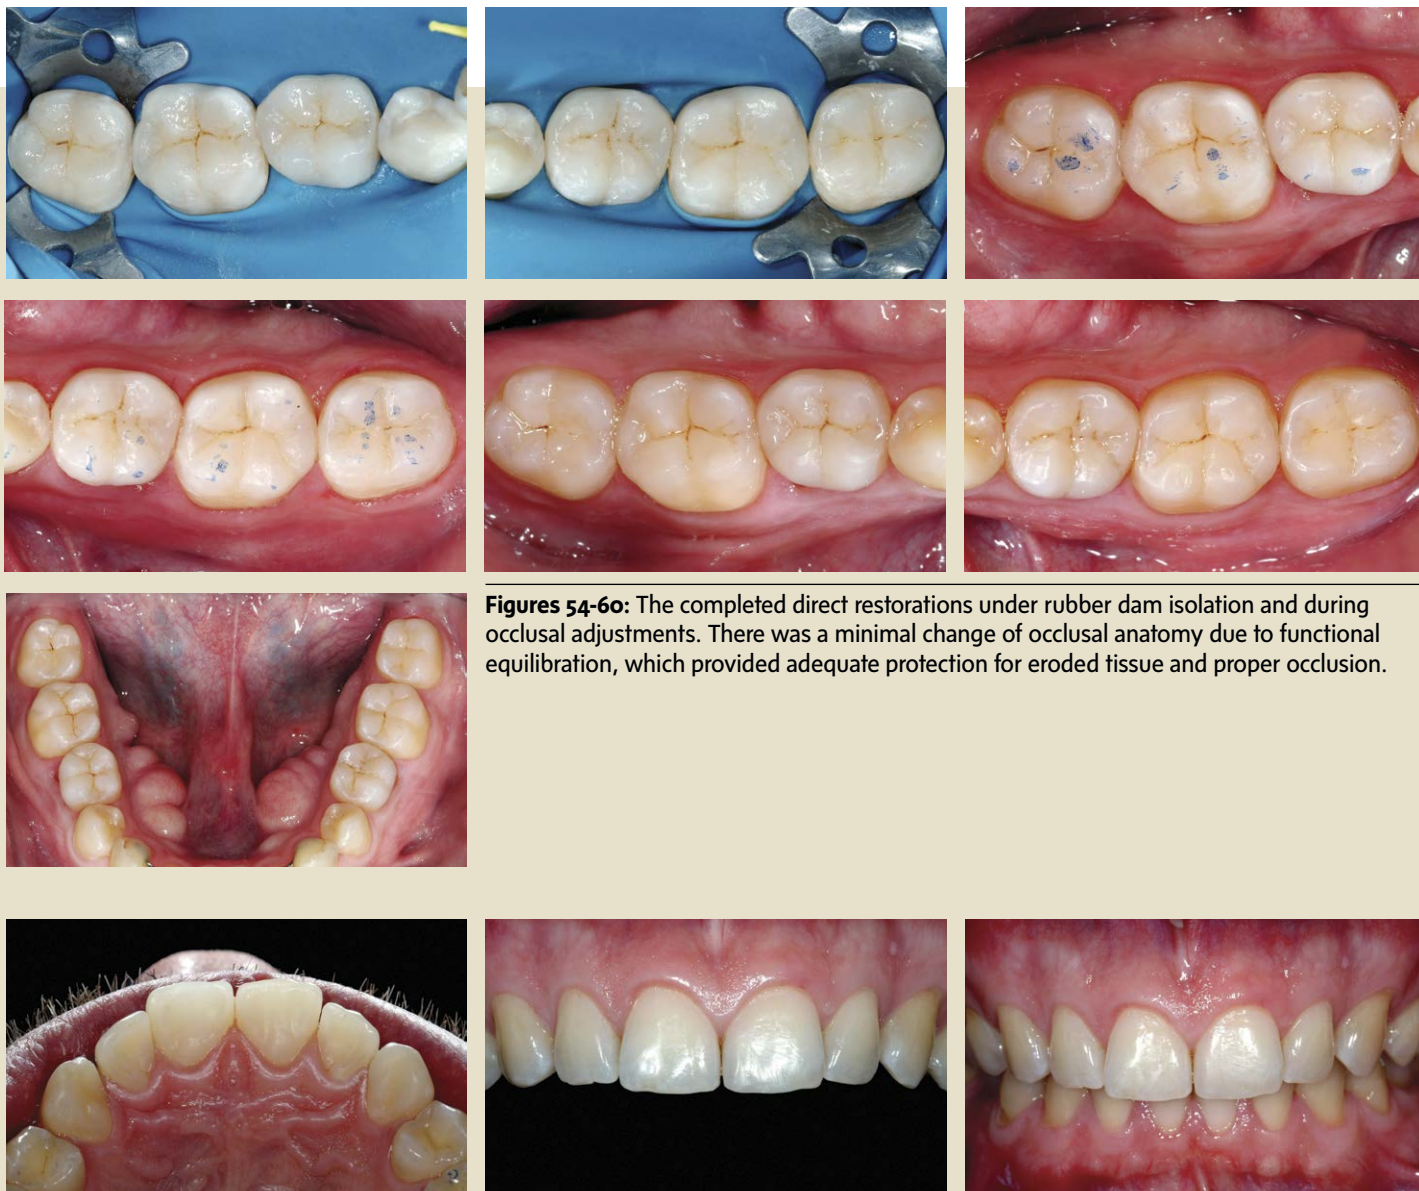 Figures 54-60: The completed direct restorations under rubber dam isolation and during
occlusal adjustments. There was a minimal change of occlusal anatomy due to functional
equilibration, which provided adequate protection for eroded tissue and proper occlusion.